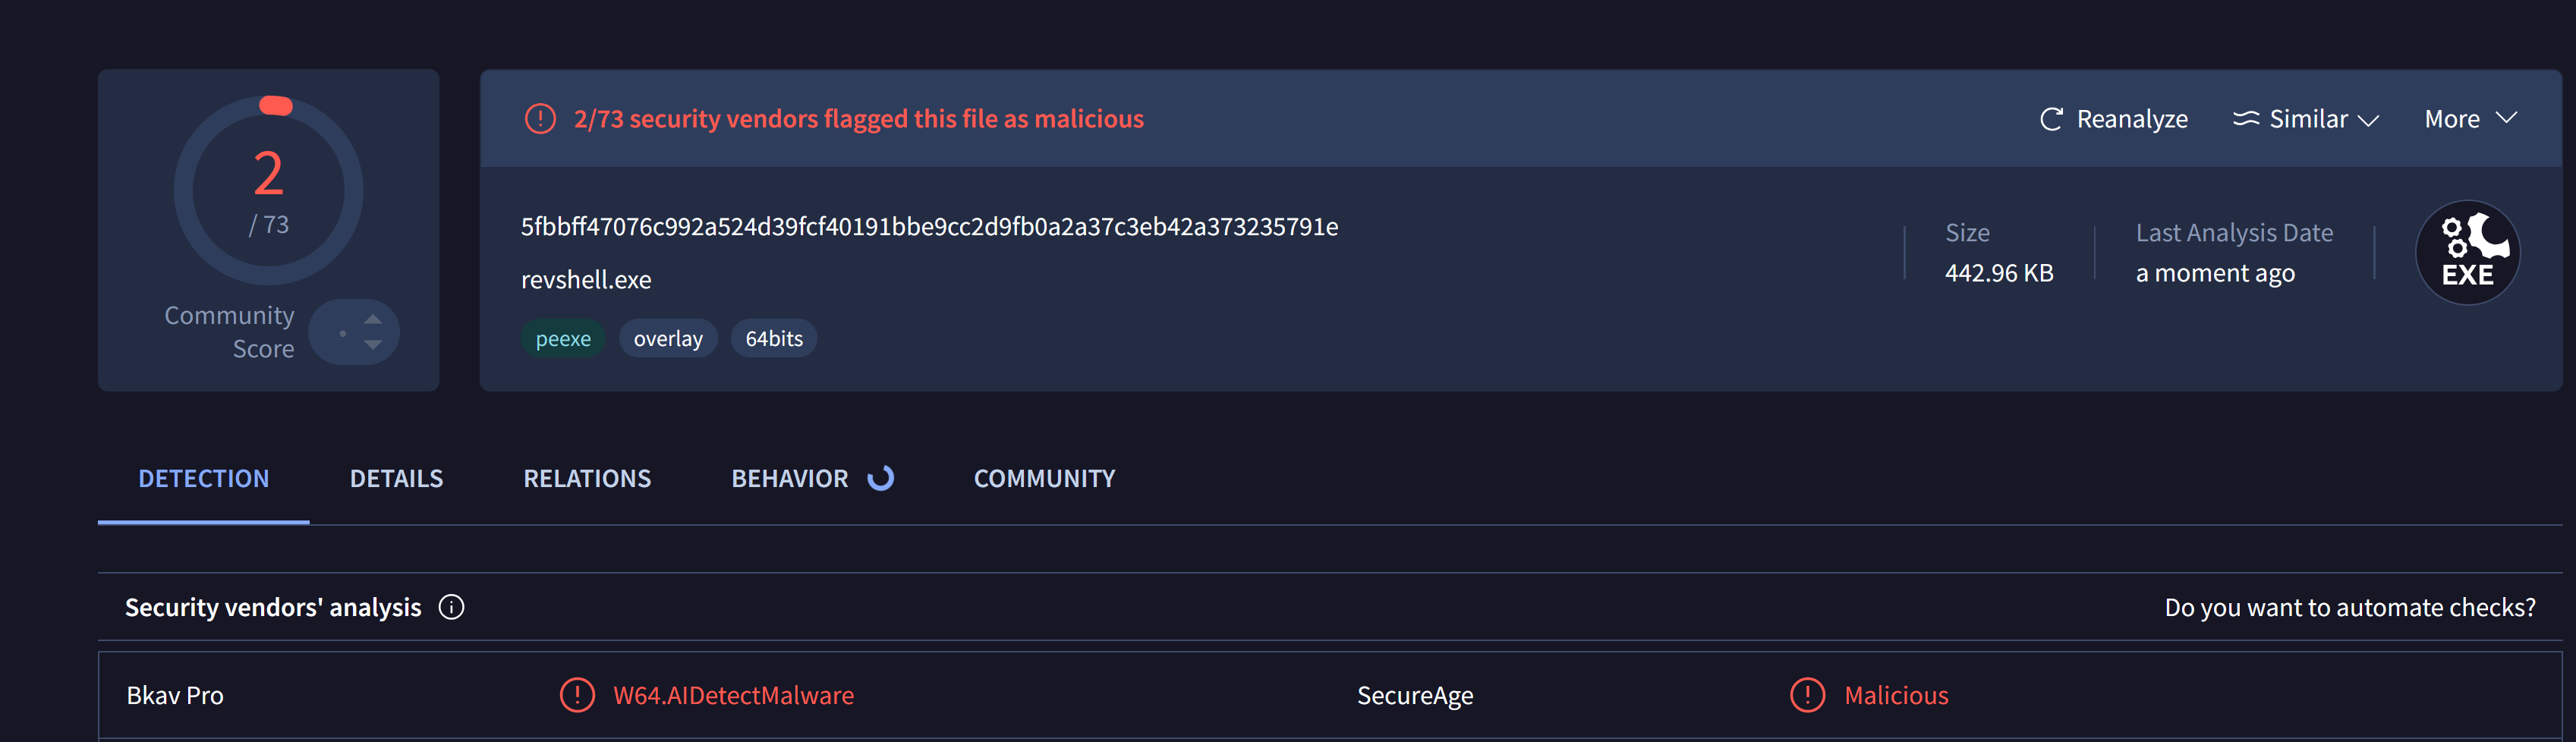 2
/ 73
Community
Score
2/73 security vendors flagged this file as malicious
Reanalyze
Similar
More
5fbbff47076c992a524d39fcf40191bbe9cc2d9fb0a2a37c3eb42a373235791e
revshell.exe
peexe
overlay
64bits
Size
442.96 KB
Last Analysis Date
a moment ago
EXE
DETECTION
DETAILS
RELATIONS
BEHAVIOR
COMMUNITY
Security vendors' analysis
Do you want to automate checks?
Bkav Pro
W64.AIDetectMalware
SecureAge
Malicious